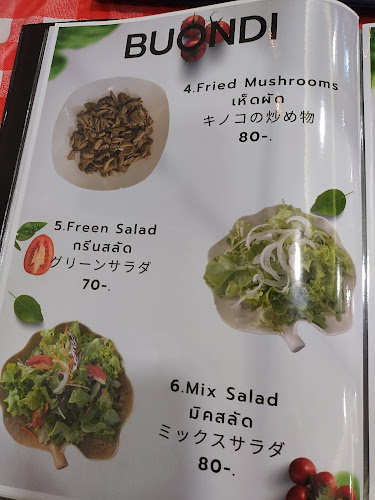 BUONDI
4.Fried Mushrooms
เห็ดผัด
キノコの炒め物
80-.
5.Freen Salad
กรีนสลัด
グリーンサラダ
70-.
6.Mix Salad
มิคสลัด
ミックスサラダ
80-.